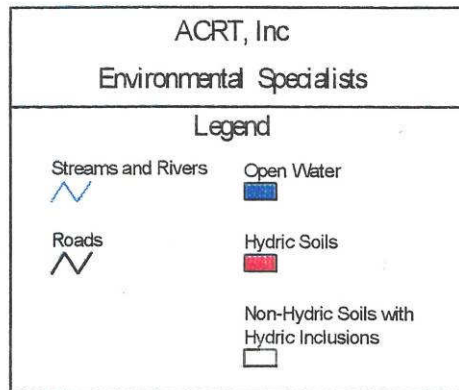 ACRT, Inc
Environmental Specialists
Legend
Streams and Rivers
Open Water
Roads
Hydric Soils
Non-Hydric Soils with
Hydric Inclusions